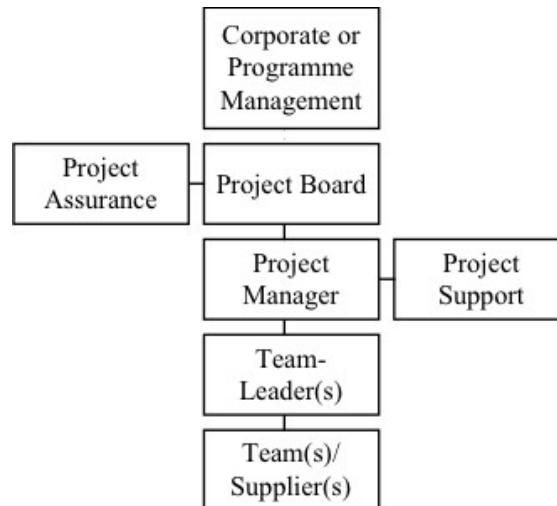 Corporate or
Programme
Management
Project
Assurance
Project Board
Project
Manager
Project
Support
Team-
Leader(s)
Team(s)/
Supplier(s)